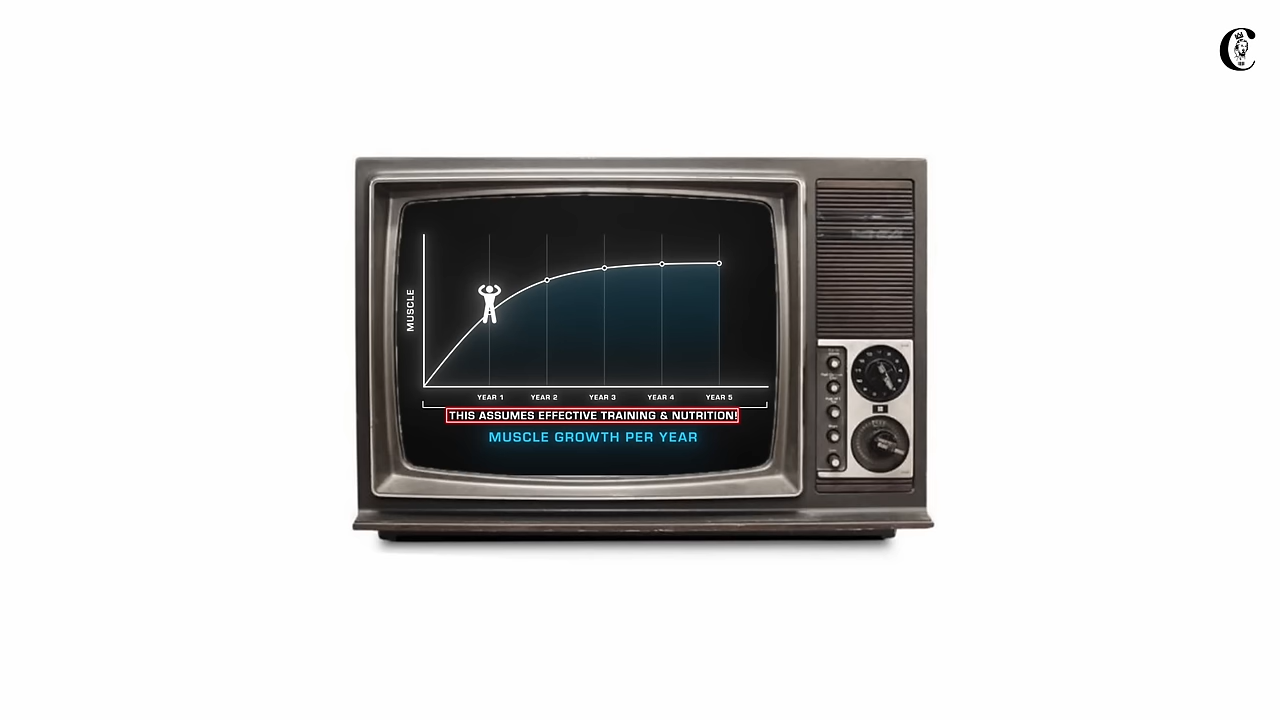 C
MUSCLE
YEAR 1 YEAR 2 YEAR 3 YEAR 4 YEAR 5
THIS ASSUMES EFFECTIVE TRAINING & NUTRITION!
MUSCLE GROWTH PER YEAR